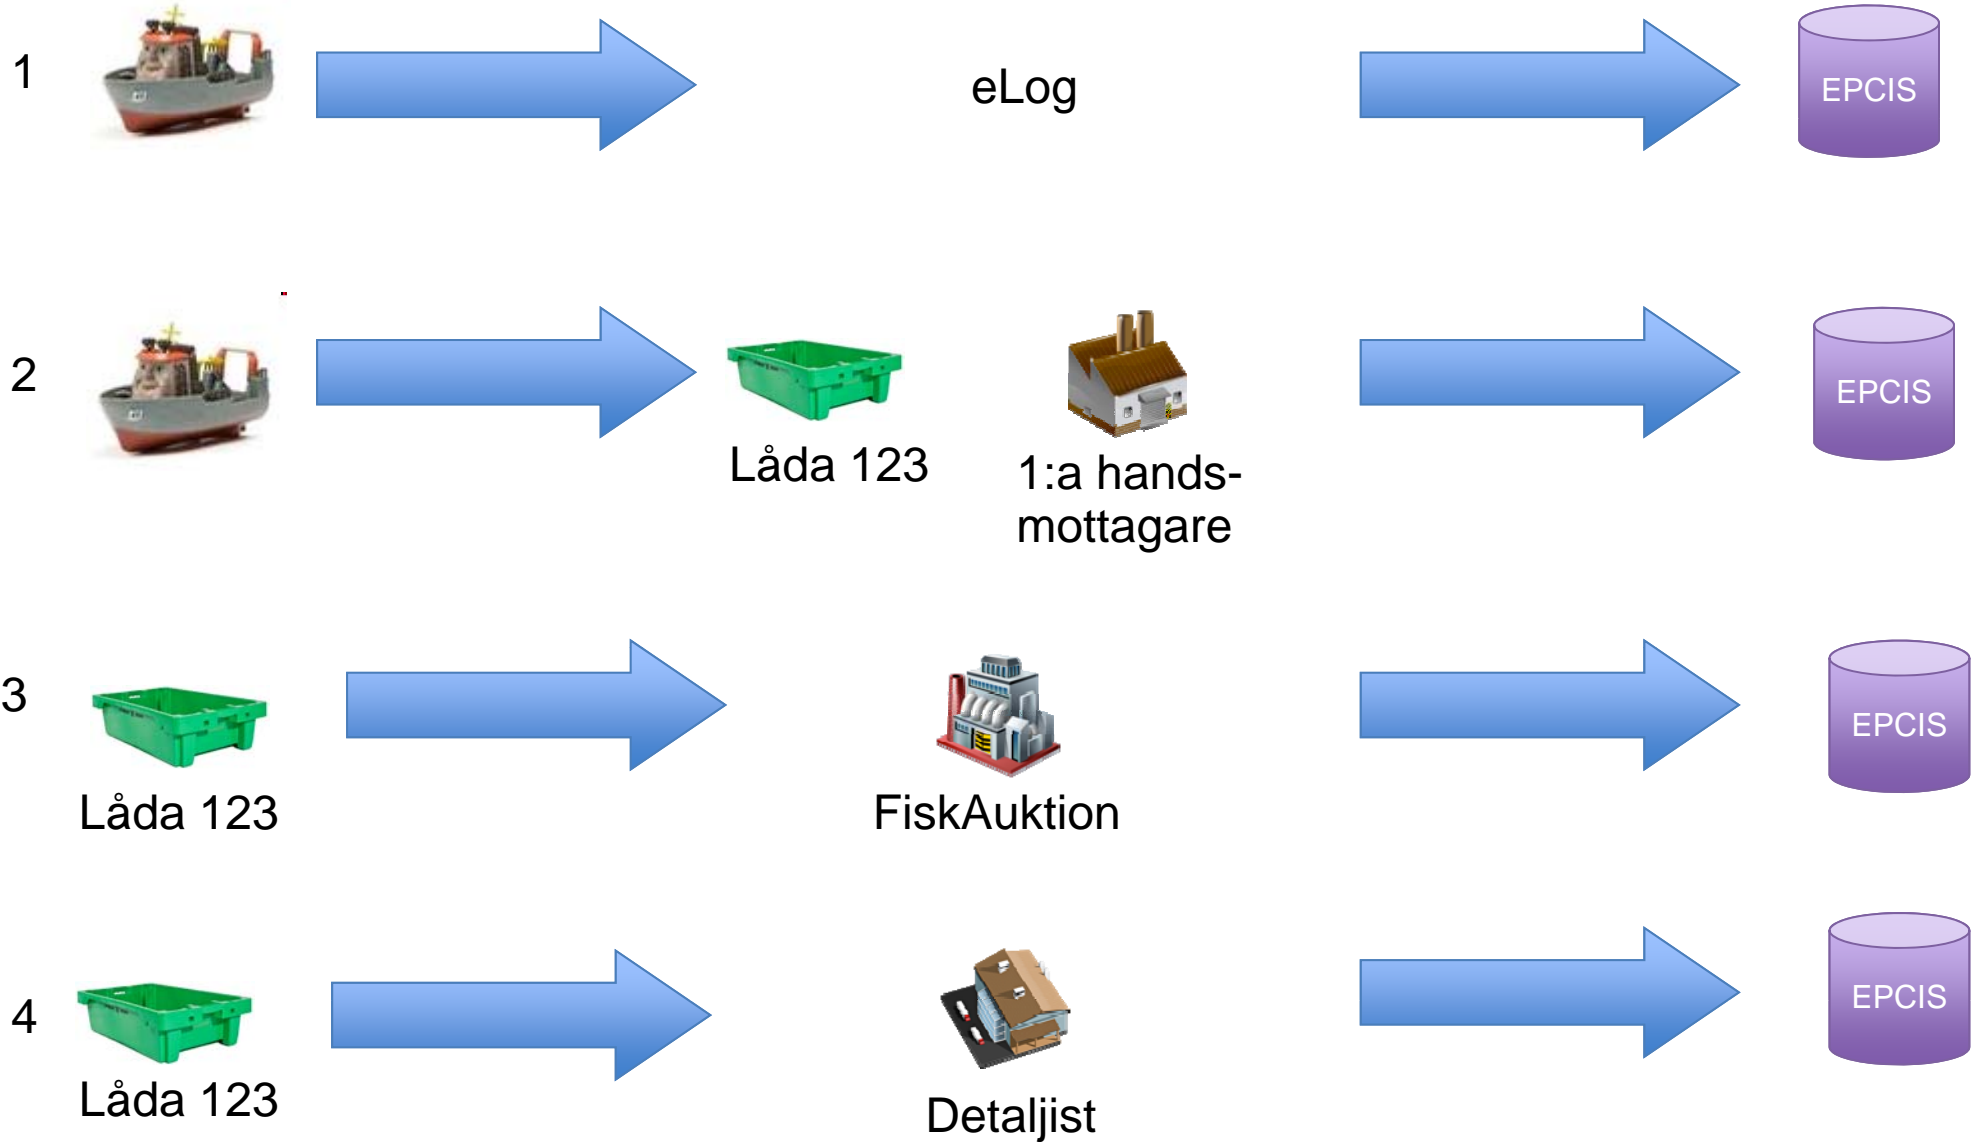 1
eLog
EPCIS
2
Låda 123
1:a hands-
mottagare
EPCIS
3
Låda 123
FiskAuktion
EPCIS
4
Låda 123
Detaljist
EPCIS